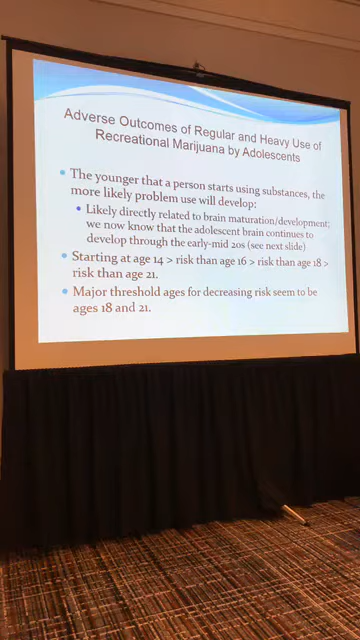 Adverse Outcomes of Regular and Heavy Use of
Recreational Marijuana by Adolescents
• The younger that a person starts using substances, the
more likely problem use will develop;
• Likely directly related to brain maturation/development;
we now know that the adolescent brain continues to
develop through the early-mid 20s (see next slide)
• Starting at age 14 > risk than age 16 > risk than age 18 >
risk than age 21.
• Major threshold ages for decreasing risk seem to be
ages 18 and 21.